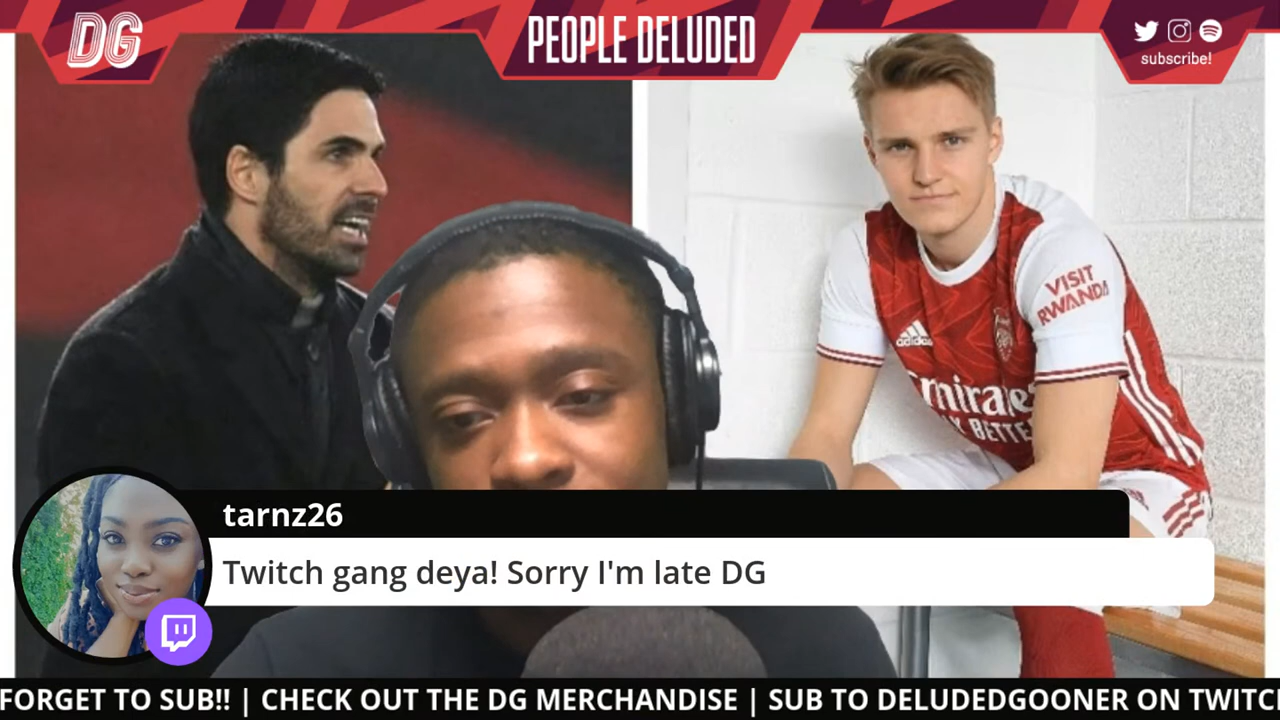 DG
PEOPLE DELUDED
subscribe!
VISIT
RWANDA
adidas
tarnz26
Twitch gang deya! Sorry I'm late DG
FORGET TO SUB!! | CHECK OUT THE DG MERCHANDISE | SUB TO DELUDEDGOONER ON TWITC